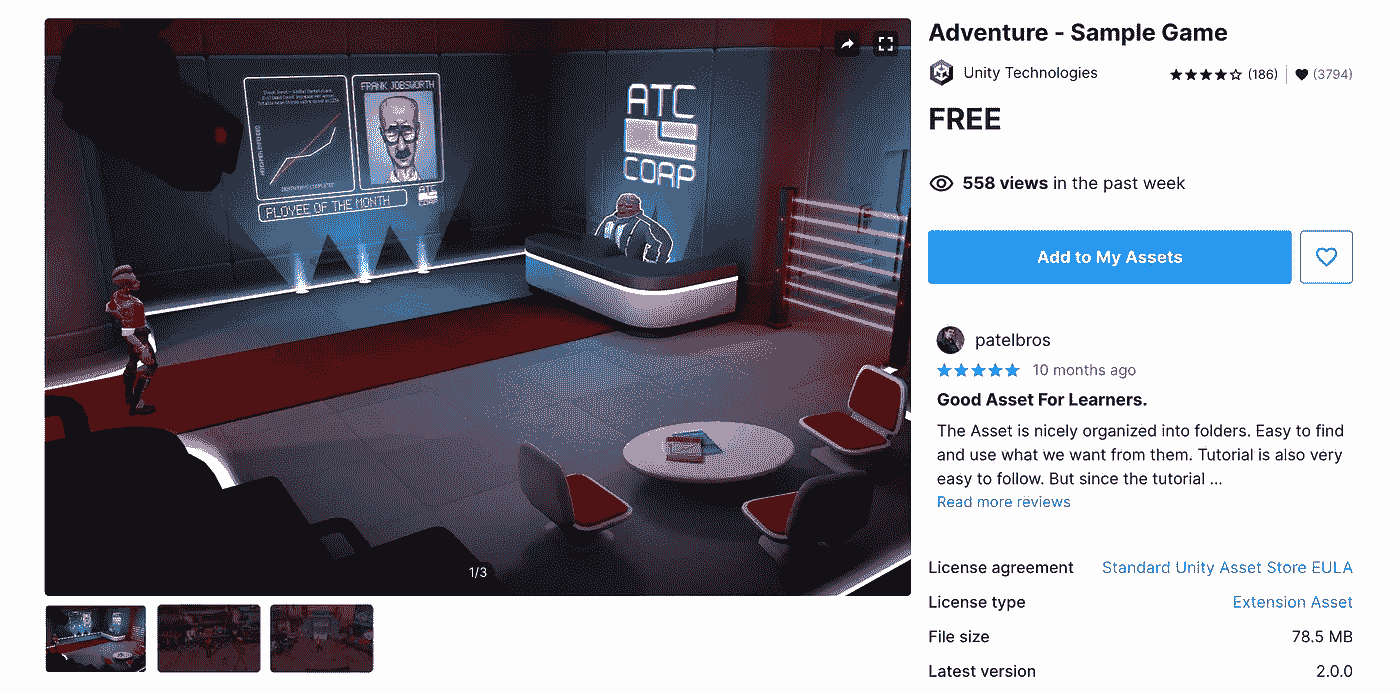 FRANK JOBSWORTH
PLOYEE OF THE MONTH
ATC
CORP
ATC
CORP
1/3
Adventure - Sample Game
Unity Technologies
(186)
(3794)
FREE
558 views in the past week
Add to My Assets
patelbros
10 months ago
Good Asset For Learners.
The Asset is nicely organized into folders. Easy to find
and use what we want from them. Tutorial is also very
easy to follow. But since the tutorial ...
Read more reviews
License agreement Standard Unity Asset Store EULA
License type Extension Asset
File size 78.5 MB
Latest version 2.0.0